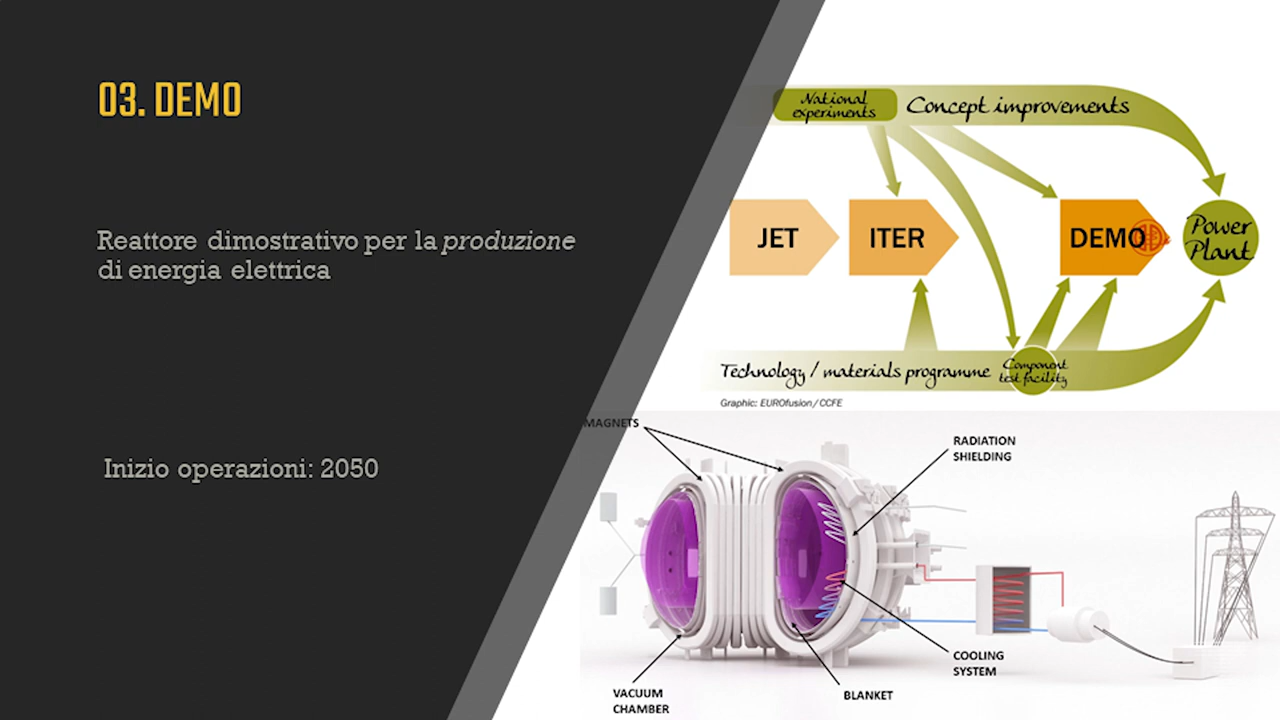 03. DEMO
Reattore dimostrativo per la produzione
di energia elettrica
Inizio operazioni: 2050
National
experiments
Concept improvements
JET
ITER
DEMO
Power
Plant
Technology / materials programme
Component
test facility
Graphic: EUROfusion / CCFE
MAGNETS
RADIATION
SHIELDING
COOLING
SYSTEM
BLANKET
VACUUM
CHAMBER